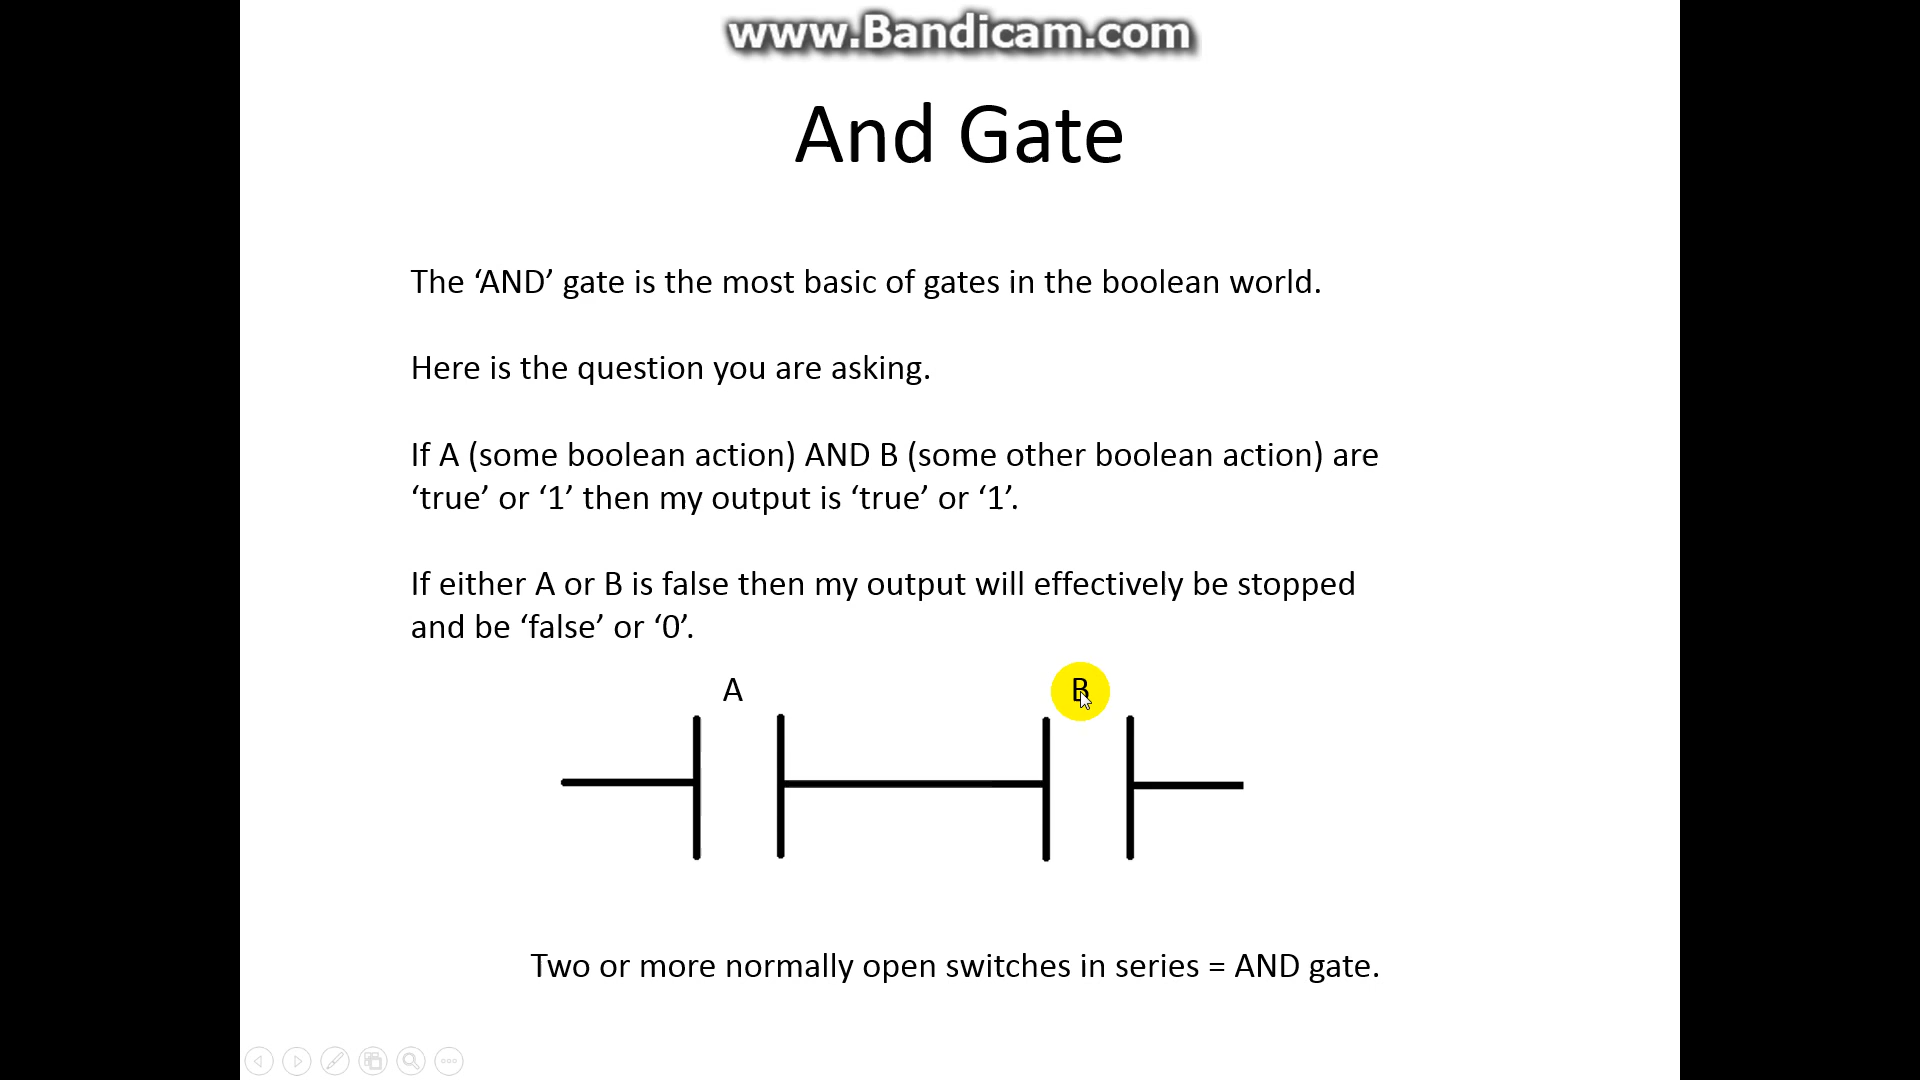 www.Bandicam.com
And Gate
The ‘AND’ gate is the most basic of gates in the boolean world.
Here is the question you are asking.
If A (some boolean action) AND B (some other boolean action) are
‘true’ or ‘1’ then my output is ‘true’ or ‘1’.
If either A or B is false then my output will effectively be stopped
and be ‘false’ or ‘0’.
A B
Two or more normally open switches in series = AND gate.